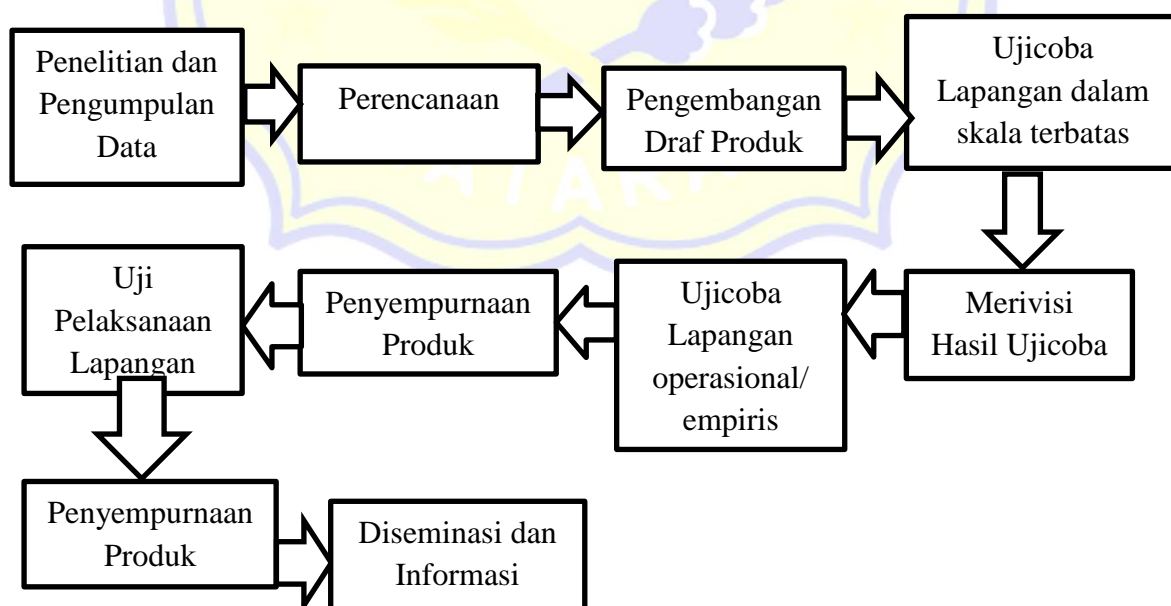 Penelitian dan
Pengumpulan
Data
Perencanaan
Pengembangan
Draf Produk
Ujicoba
Lapangan dalam
skala terbatas
Merivisi
Hasil Ujicoba
Ujicoba
Lapangan
operasional/
empiris
Penyempurnaan
Produk
Uji
Pelaksanaan
Lapangan
Penyempurnaan
Produk
Diseminasi dan
Informasi